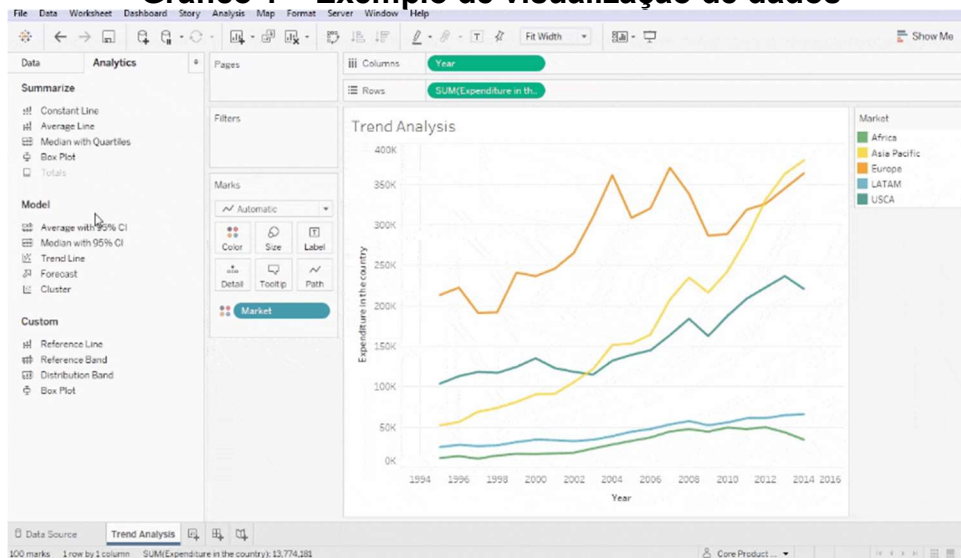 Gráfico 1 – Exemplo de visualização de dados
File Data Worksheet Dashboard Story Analysis Map Format Server Window Help
Fit Width
Show Me
Data Analytics
Pages
Columns Year
Rows SUM(Expenditure in th..
Summarize
Constant Line
Average Line
Median with Quartiles
Box Plot
Totals
Filters
Model
Average with 95% CI
Median with 95% CI
Trend Line
Forecast
Cluster
Marks
Automatic
Color Size Label
Detail Tooltip Path
Market
Custom
Reference Line
Reference Band
Distribution Band
Box Plot
Trend Analysis
400K
350K
300K
250K
200K
150K
100K
50K
0K
Expenditure in the country
1994 1996 1998 2000 2002 2004 2006 2008 2010 2012 2014 2016
Year
Market
Africa
Asia Pacific
Europe
LATAM
USCA
Data Source Trend Analysis
100 marks 1 row by 1 column SUM(Expenditure in the country): 13,774,181
Core Product ...